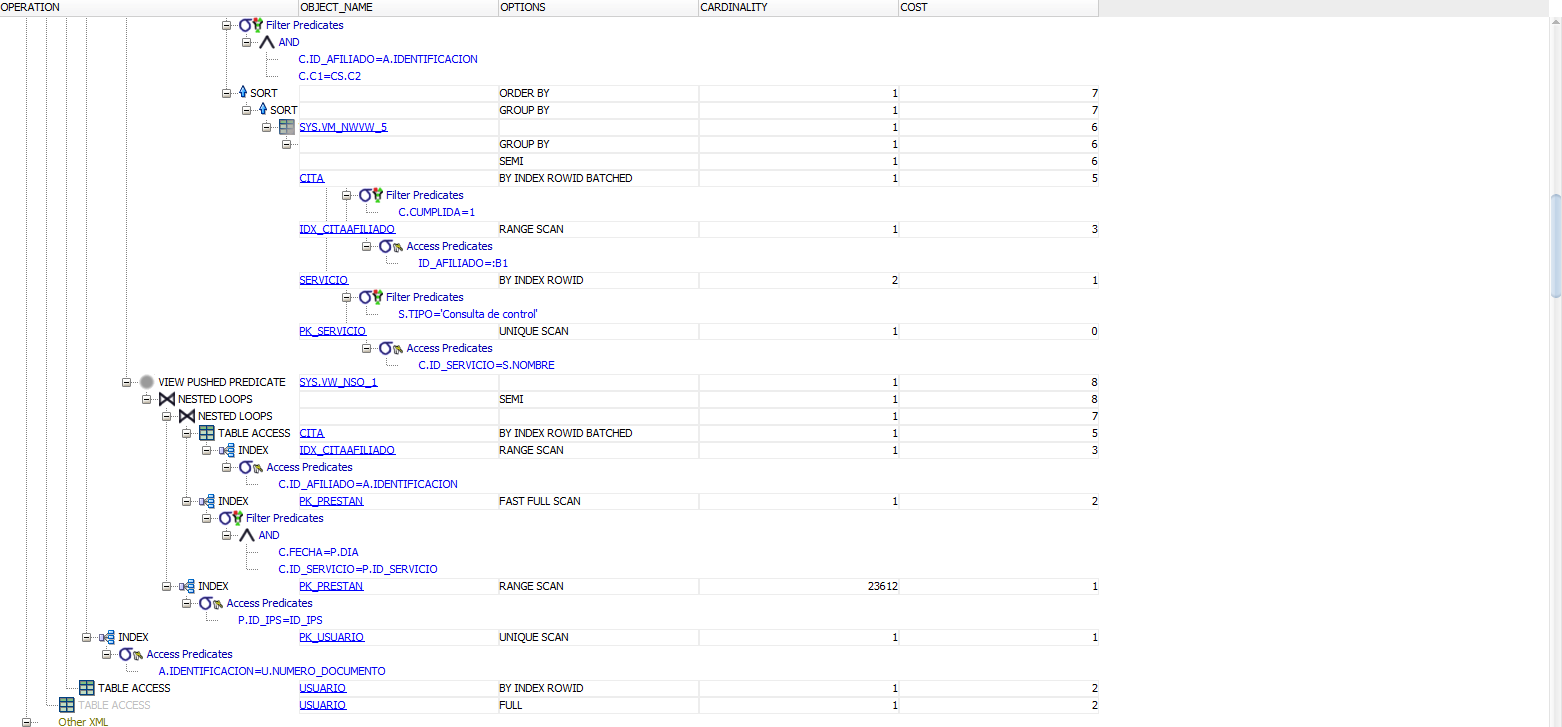 OPERATION OBJECT_NAME OPTIONS CARDINALITY COST
Filter Predicates
AND
C.ID_AFILIADO=A.IDENTIFICACION
C.C1=CS.C2
SORT ORDER BY 1 7
SORT GROUP BY 1 7
SYS.VM_NWVW_5 1 6
GROUP BY 1 6
SEMI 1 6
CITA BY INDEX ROWID BATCHED 1 5
Filter Predicates
C.CUMPLIDA=1
IDX_CITAAFILIADO RANGE SCAN 1 3
Access Predicates
ID_AFILIADO=:B1
SERVICIO BY INDEX ROWID 2 1
Filter Predicates
S.TIPO='Consulta de control'
PK_SERVICIO UNIQUE SCAN 1 0
Access Predicates
C.ID_SERVICIO=S.NOMBRE
VIEW PUSHED PREDICATE SYS.VW_NSO_1 1 8
NESTED LOOPS SEMI 1 8
NESTED LOOPS 1 7
TABLE ACCESS CITA BY INDEX ROWID BATCHED 1 5
INDEX IDX_CITAAFILIADO RANGE SCAN 1 3
Access Predicates
C.ID_AFILIADO=A.IDENTIFICACION
INDEX PK_PRESTAN FAST FULL SCAN 1 2
Filter Predicates
AND
C.FECHA=P.DIA
C.ID_SERVICIO=P.ID_SERVICIO
INDEX PK_PRESTAN RANGE SCAN 23612 1
Access Predicates
P.ID_IPS=ID_IPS
INDEX PK_USUARIO UNIQUE SCAN 1 1
Access Predicates
A.IDENTIFICACION=U.NUMERO_DOCUMENTO
TABLE ACCESS USUARIO BY INDEX ROWID 1 2
TABLE ACCESS USUARIO FULL 1 2
Other XML